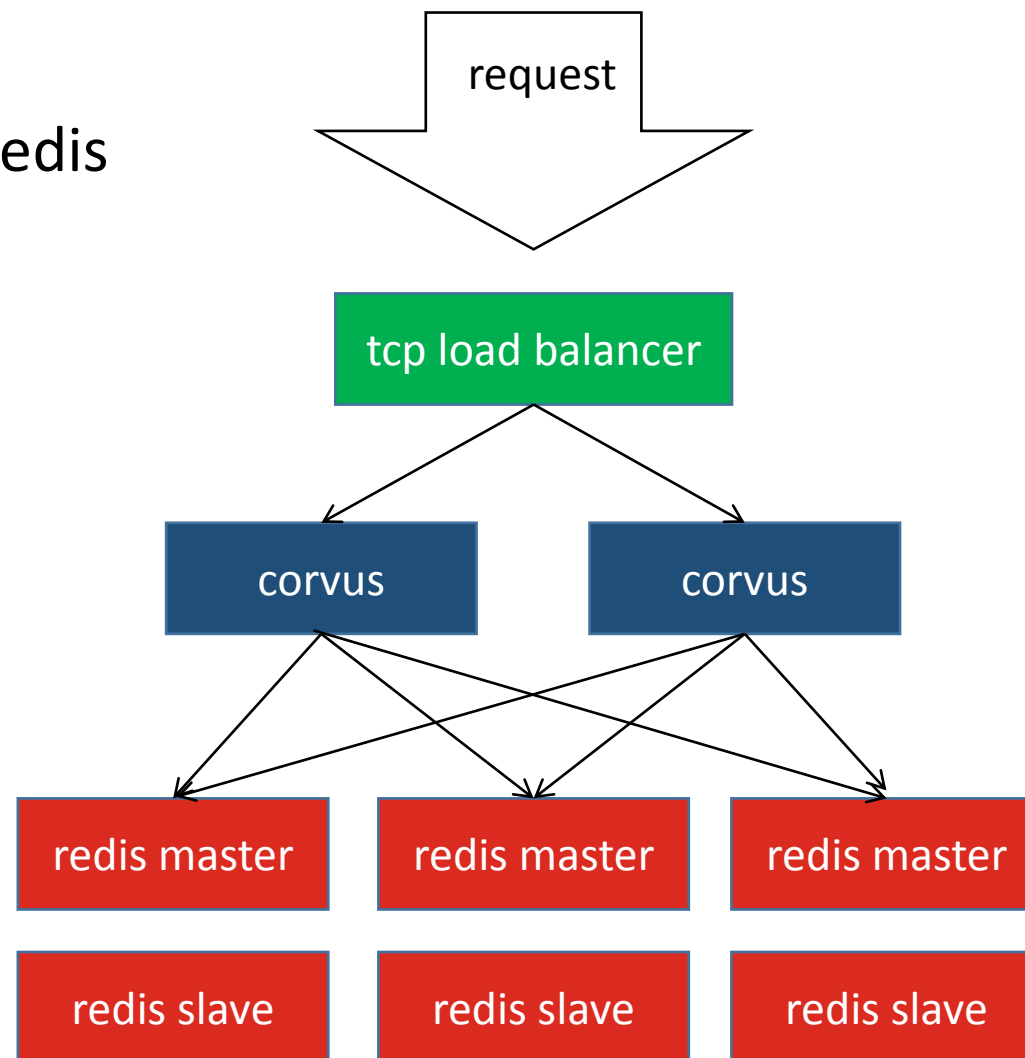 request
edis
tcp load balancer
corvus
corvus
redis master
redis master
redis master
redis slave
redis slave
redis slave